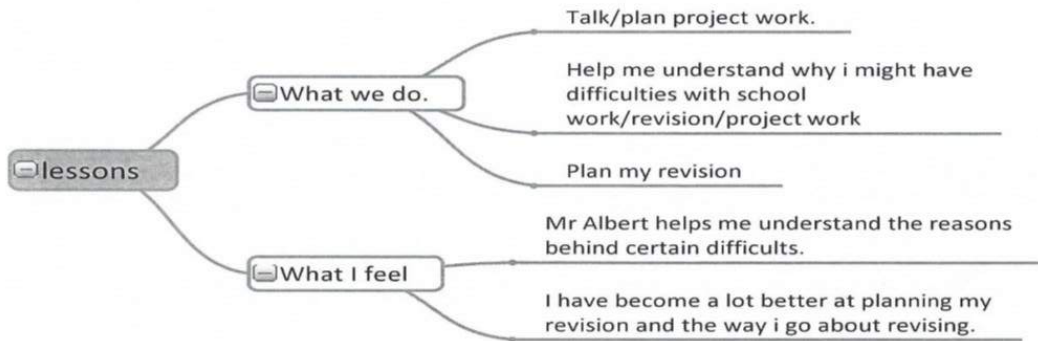 lessons
What we do.
Talk/plan project work.
Help me understand why i might have
difficulties with school
work/revision/project work
Plan my revision
What I feel
Mr Albert helps me understand the reasons
behind certain difficults.
I have become a lot better at planning my
revision and the way i go about revising.